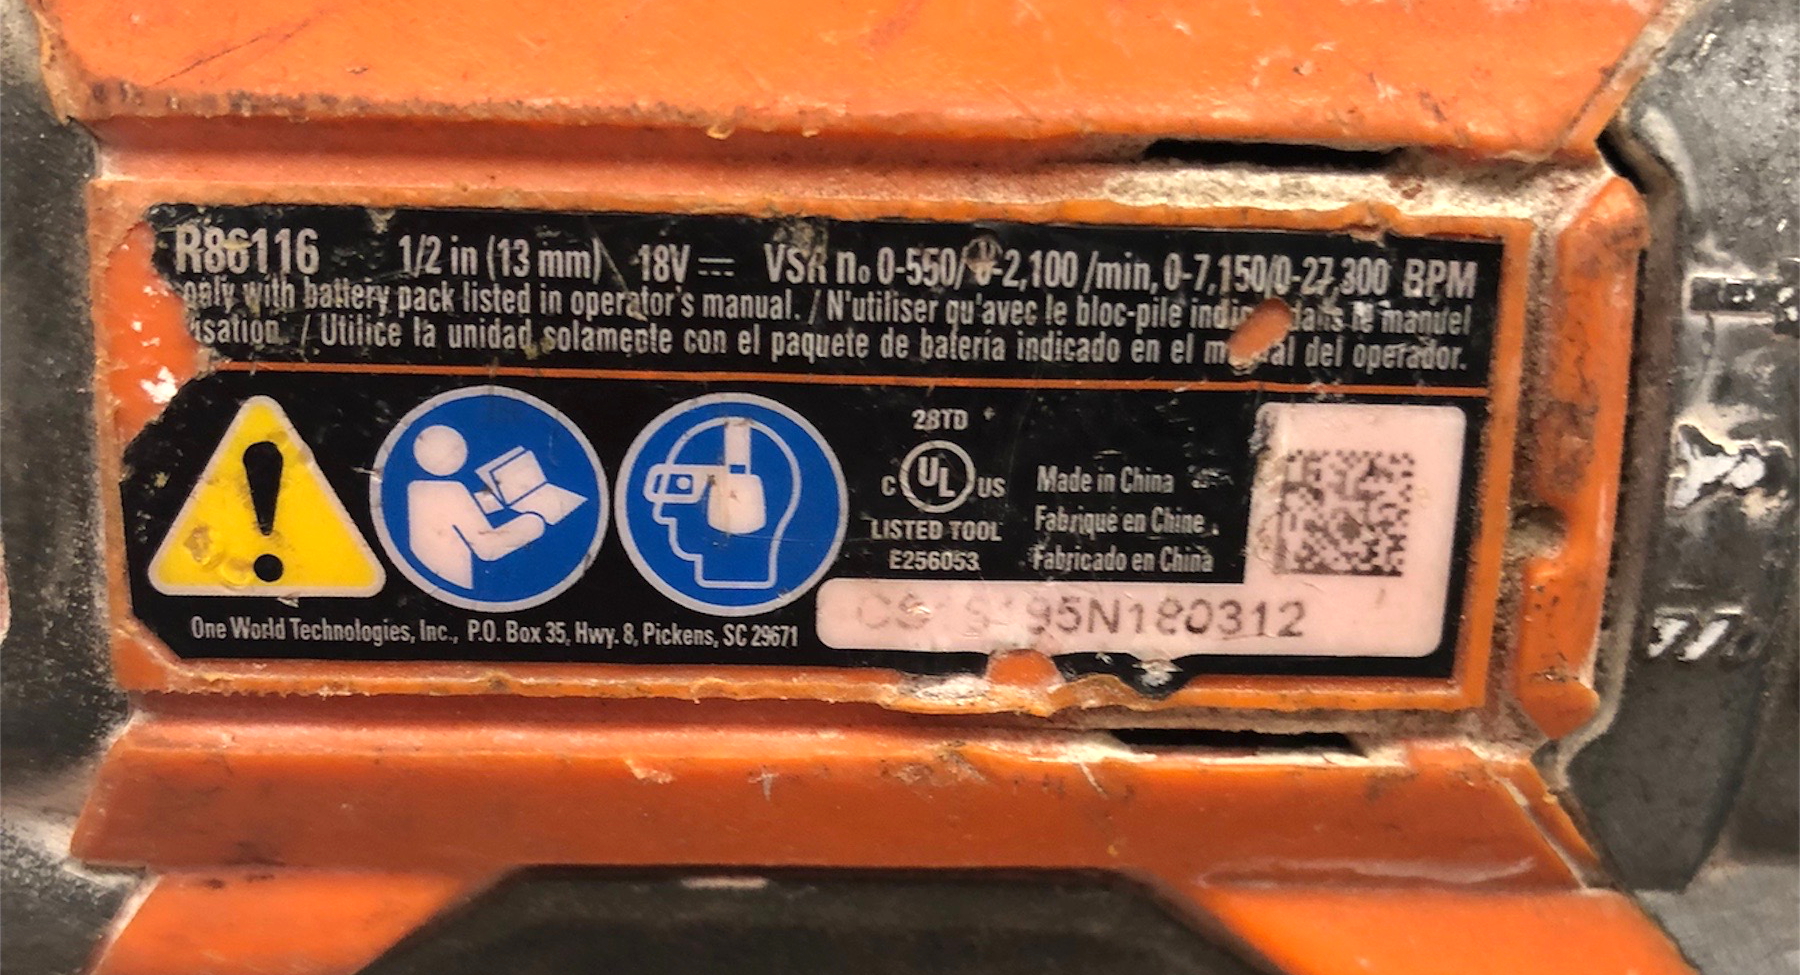 R86116 1/2 in (13 mm) 18V VSR n₀ 0-550/0-2,100 /min, 0-7,150/0-27,300 BPM
only with battery pack listed in operator's manual. / N'utiliser qu'avec le bloc-pile dans le manuel
Utilice la unidad solamente con el paquete de batería indicado en el del operador.
28TD
C UL US
LISTED TOOL
E256053
Made in China
Fabriqué en Chine
Fabricado en China
One World Technologies, Inc., P.O. Box 35, Hwy. 8, Pickens, SC 29671
95N180312